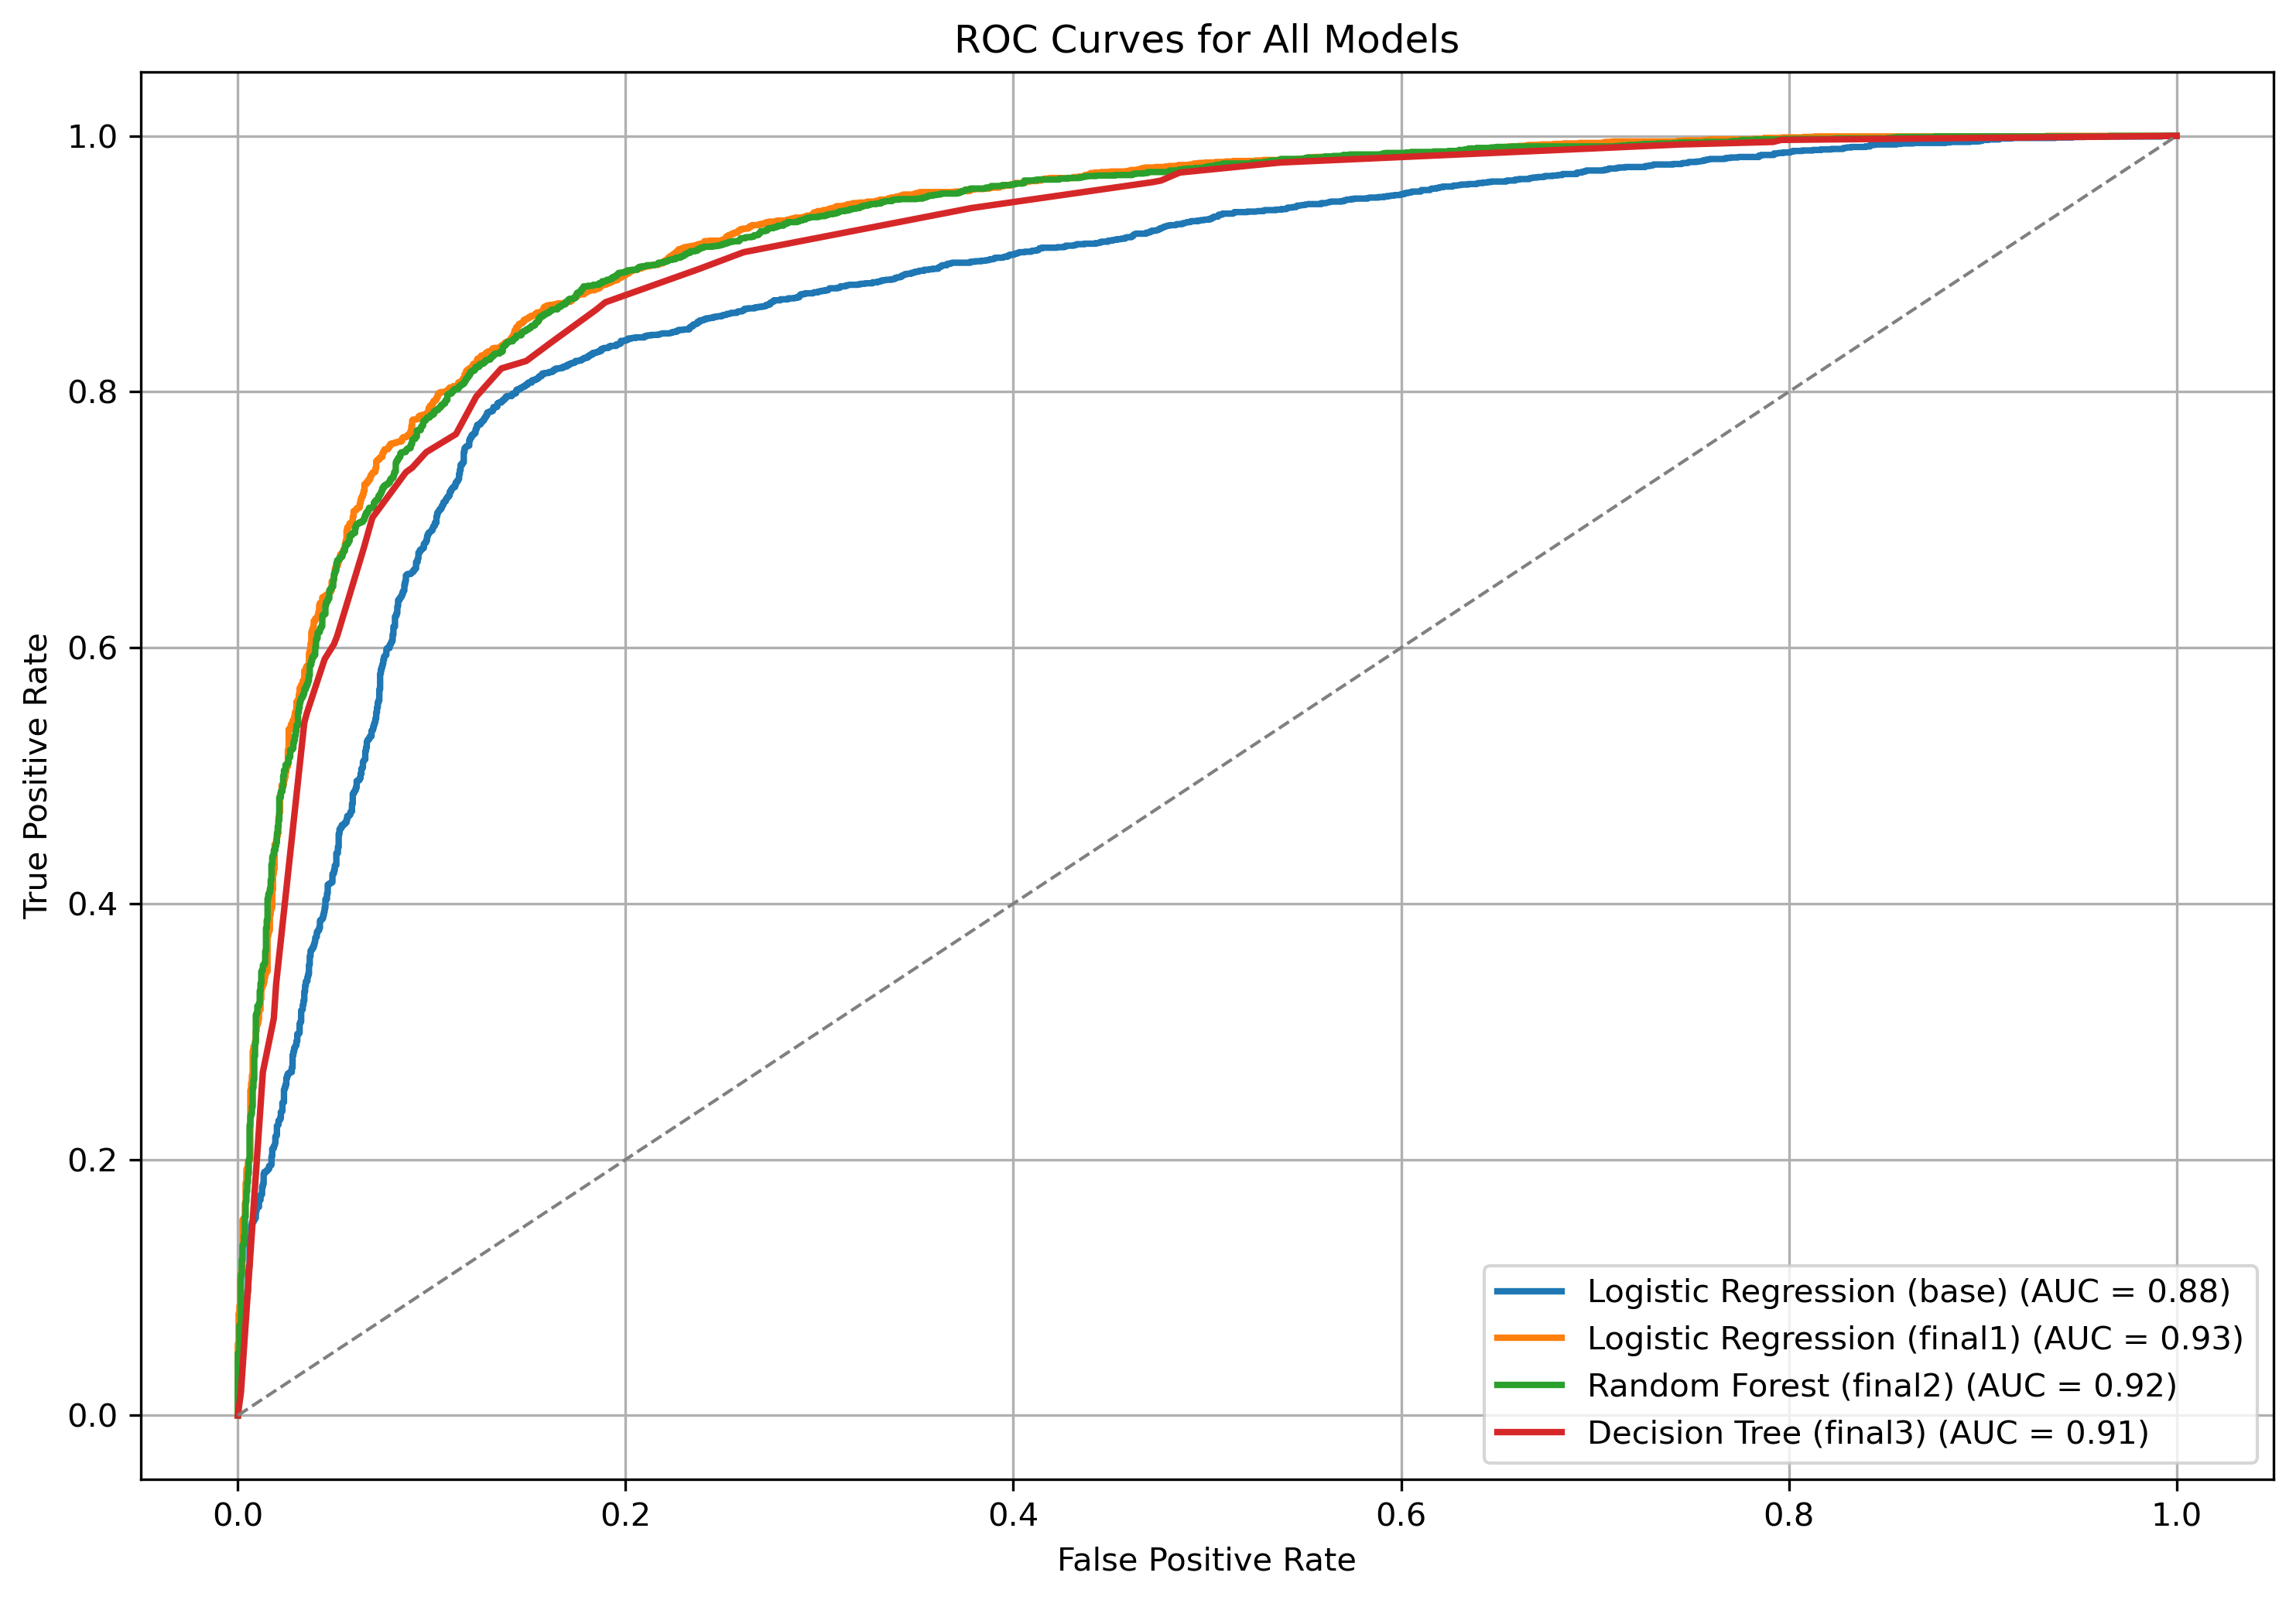 ROC Curves for All Models
True Positive Rate
1.0
0.8
0.6
0.4
0.2
0.0
0.0 0.2 0.4 0.6 0.8 1.0
False Positive Rate
Logistic Regression (base) (AUC = 0.88)
Logistic Regression (final1) (AUC = 0.93)
Random Forest (final2) (AUC = 0.92)
Decision Tree (final3) (AUC = 0.91)